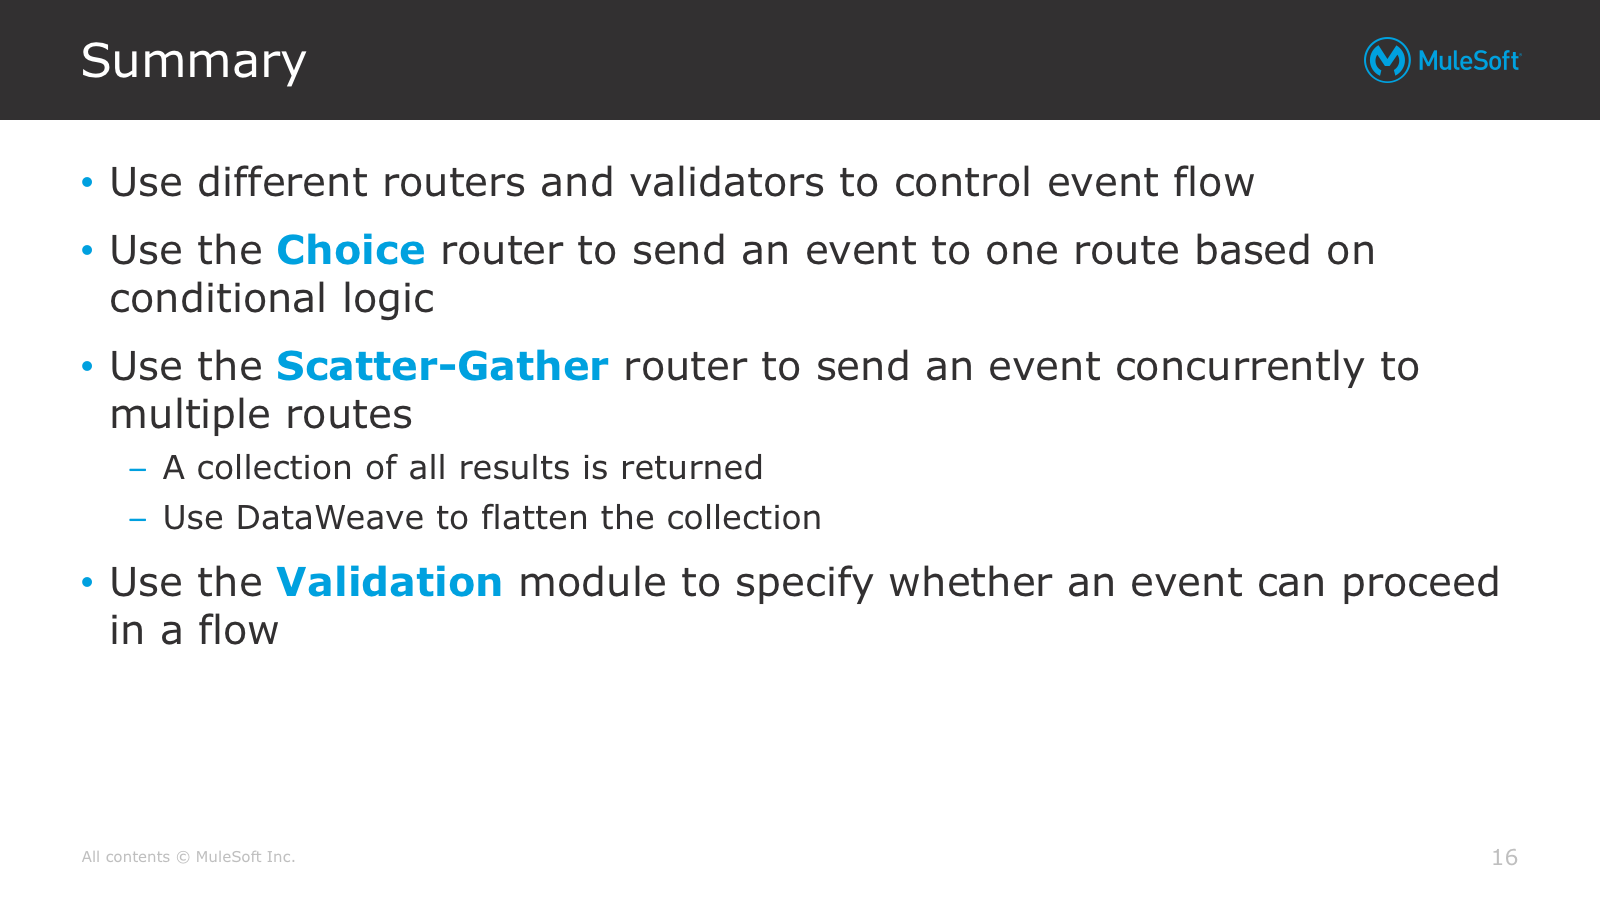 Summary
MuleSoft
• Use different routers and validators to control event flow
• Use the Choice router to send an event to one route based on
conditional logic
• Use the Scatter-Gather router to send an event concurrently to
multiple routes
– A collection of all results is returned
– Use DataWeave to flatten the collection
• Use the Validation module to specify whether an event can proceed
in a flow
All contents © MuleSoft Inc.
16